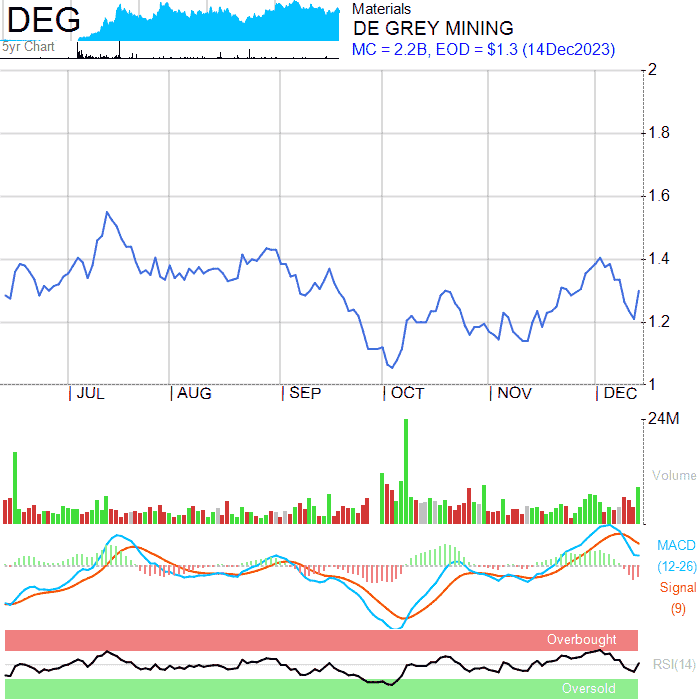 DEG
5yr Chart
Materials
DE GREY MINING
MC = 2.2B, EOD = $1.3 (14Dec2023)
2
1.8
1.6
1.4
1.2
1
JUL AUG SEP OCT NOV DEC
24M
Volume
MACD
(12-26)
Signal
(9)
Overbought
RSI(14)
Oversold